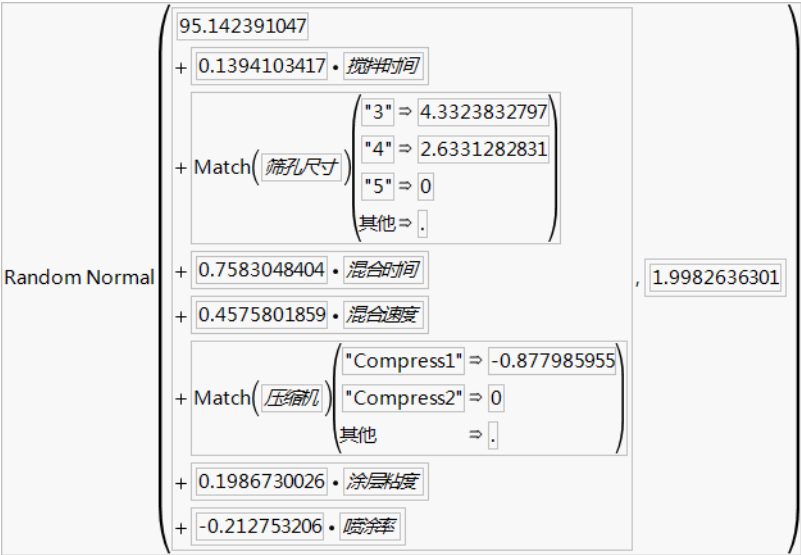 95.142391047
+ 0.1394103417 • 搅拌时间
"3" ⇒ 4.3323832797
"4" ⇒ 2.6331282831
+ Match(筛孔尺寸)
"5" ⇒ 0
其他 ⇒ .
+ 0.7583048404 • 混合时间
Random Normal , 1.9982636301
+ 0.4575801859 • 混合速度
"Compress1" ⇒ -0.877985955
+ Match(压缩机) "Compress2" ⇒ 0
其他 ⇒ .
+ 0.1986730026 • 涂层粘度
+ -0.212753206 • 喷涂率